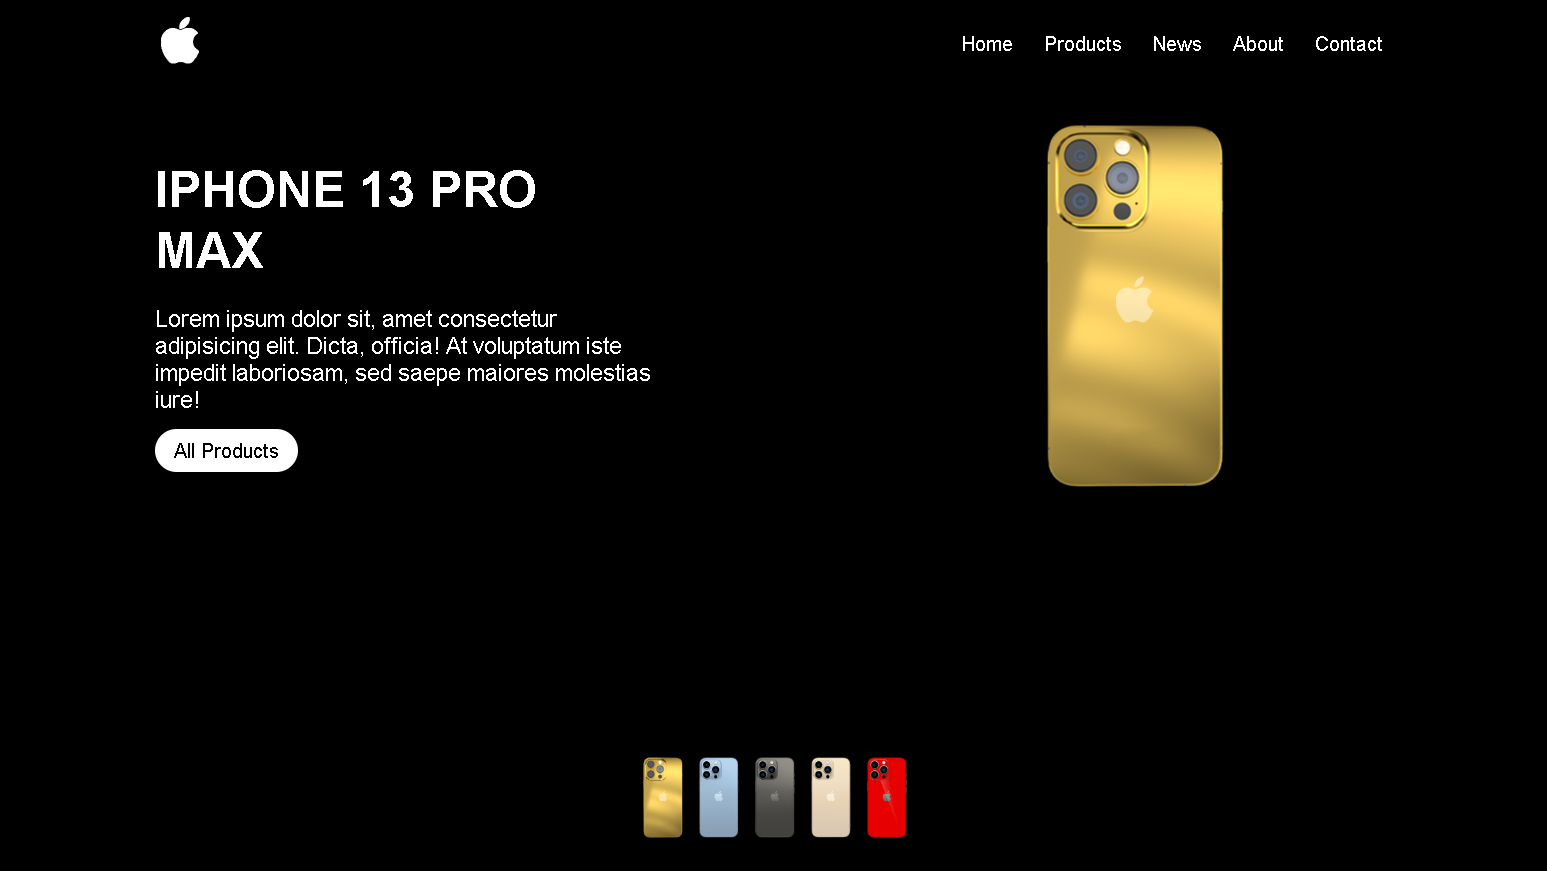 Home Products News About Contact
IPHONE 13 PRO
MAX
Lorem ipsum dolor sit, amet consectetur
adipisicing elit. Dicta, officia! At voluptatum iste
impedit laboriosam, sed saepe maiores molestias
iure!
All Products